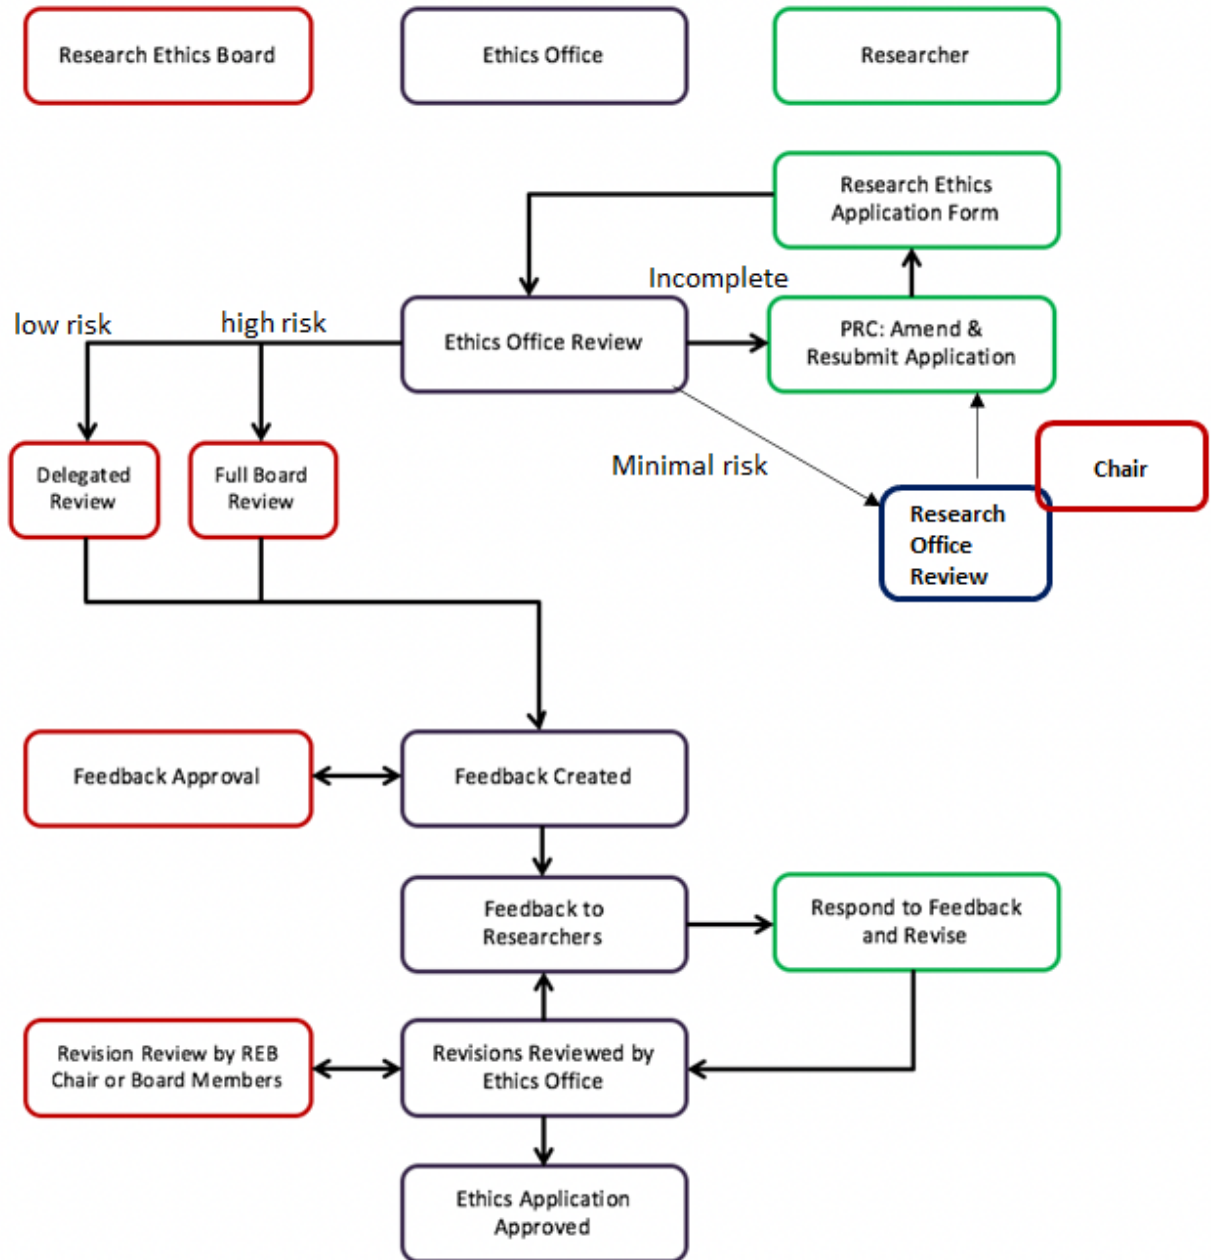 Research Ethics Board
Ethics Office
Researcher
Research Ethics
Application Form
Incomplete
low risk
high risk
Ethics Office Review
PRC: Amend &
Resubmit Application
Delegated
Review
Full Board
Review
Minimal risk
Chair
Research
Office
Review
Feedback Approval
Feedback Created
Feedback to
Researchers
Respond to Feedback
and Revise
Revision Review by REB
Chair or Board Members
Revisions Reviewed by
Ethics Office
Ethics Application
Approved